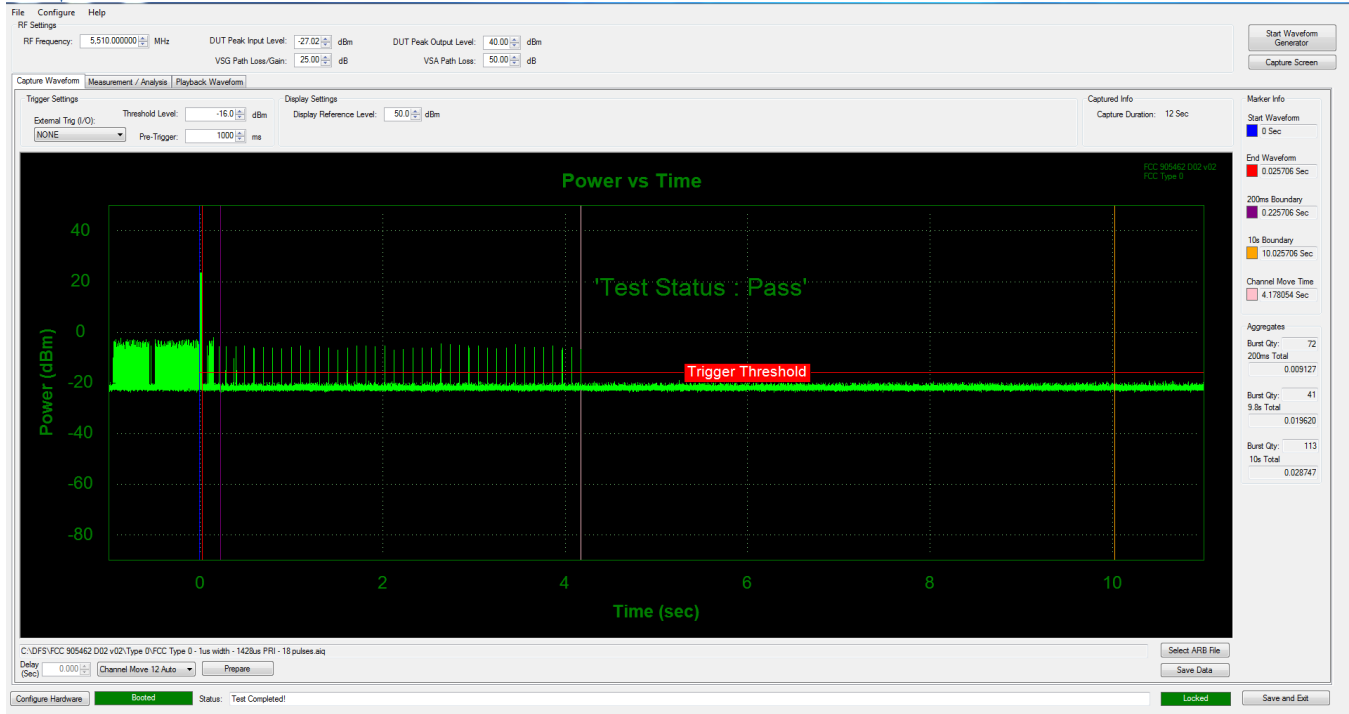 File Configure Help
RF Settings
RF Frequency: 5,510.000000 MHz DUT Peak Input Level: -27.02 dBm DUT Peak Output Level: 40.00 dBm
VSG Path Loss/Gain: 25.00 dB VSA Path Loss: 50.00 dB
Start Waveform
Generator
Capture Screen
Capture Waveform Measurement / Analysis Playback Waveform
Trigger Settings
External Trig (I/O):
NONE
Threshold Level: -16.0 dBm
Pre-Trigger: 1000 ms
Display Settings
Display Reference Level: 50.0 dBm
Captured Info
Capture Duration: 12 Sec
Marker Info
Start Waveform
0 Sec
End Waveform
0.025706 Sec
200ms Boundary
0.225706 Sec
10s Boundary
10.025706 Sec
Channel Move Time
4.178054 Sec
Aggregates
Burst Qty: 72
200ms Total
0.009127
Burst Qty: 41
9.8s Total
0.019620
Burst Qty: 113
10s Total
0.028747
Power vs Time
FCC 905462 D02 v02
FCC Type 0
'Test Status : Pass'
Trigger Threshold
Power (dBm)
40
20
0
-20
-40
-60
-80
0 2 4 6 8 10
Time (sec)
C:\DFS\FCC 905462 D02 v02\Type 0\FCC Type 0 - 1us width - 1428us PRI - 18 pulses.aiq
Select ARB File
Delay
(Sec) 0.000 Channel Move 12 Auto Prepare
Save Data
Configure Hardware Booted Status: Test Completed! Locked Save and Exit